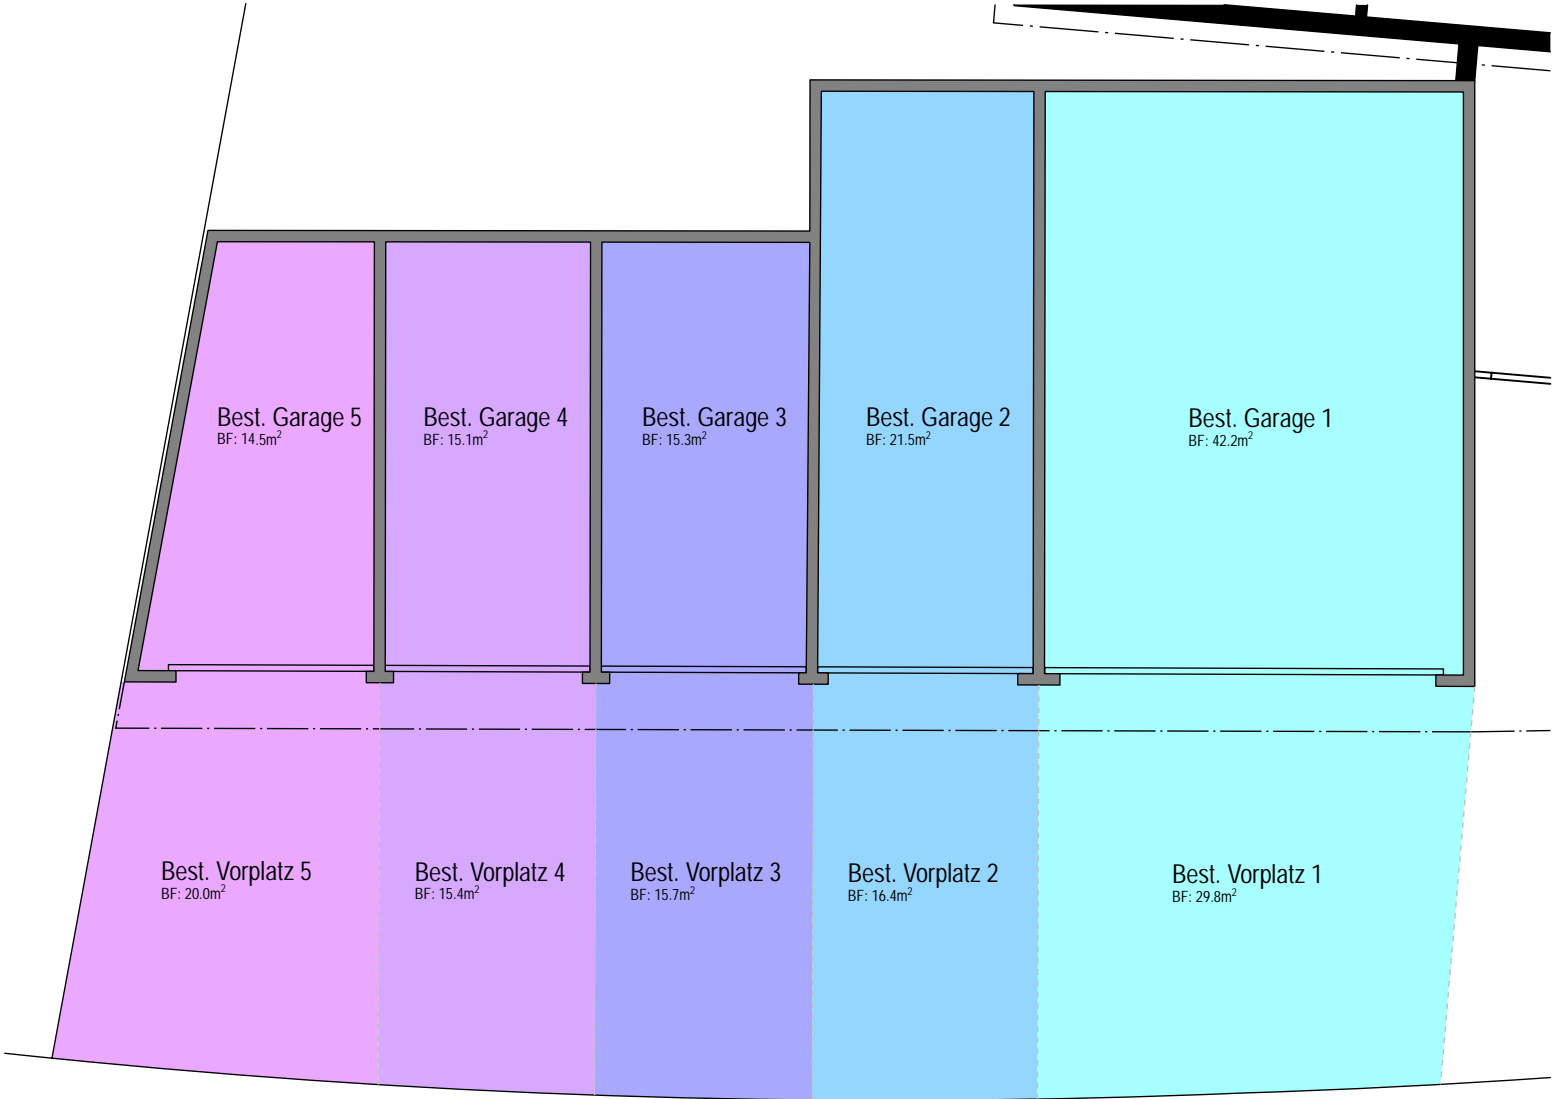 Best. Garage 5
BF: 14.5m²
Best. Garage 4
BF: 15.1m²
Best. Garage 3
BF: 15.3m²
Best. Garage 2
BF: 21.5m²
Best. Garage 1
BF: 42.2m²
Best. Vorplatz 5
BF: 20.0m²
Best. Vorplatz 4
BF: 15.4m²
Best. Vorplatz 3
BF: 15.7m²
Best. Vorplatz 2
BF: 16.4m²
Best. Vorplatz 1
BF: 29.8m²